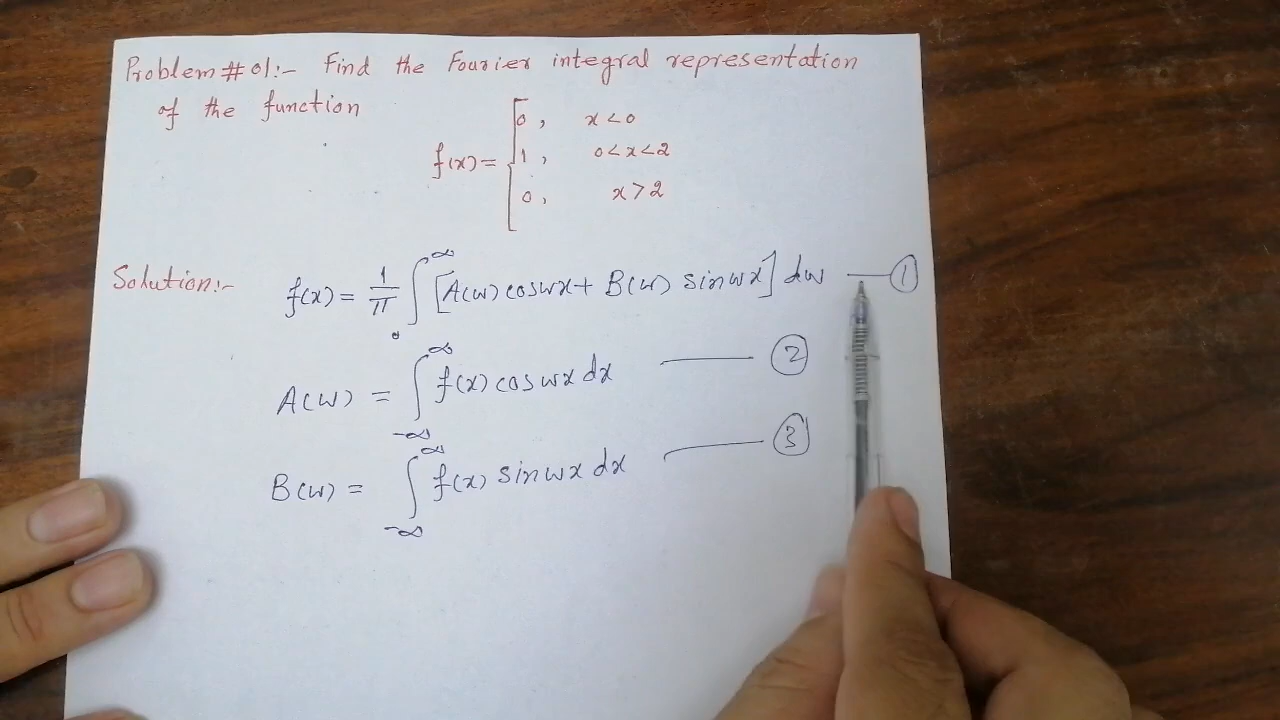 Problem # 01:- Find the Fourier integral representation
of the function
f(x) = [ 0 , x < 0
1 , 0 < x < 2
0 , x > 2
Solution:- f(x) = 1/π ∫₀^∞ [A(w) cos wx + B(w) sin wx] dw —— ①
A(w) = ∫_{-∞}^∞ f(x) cos wx dx —— ②
B(w) = ∫_{-∞}^∞ f(x) sin wx dx —— ③